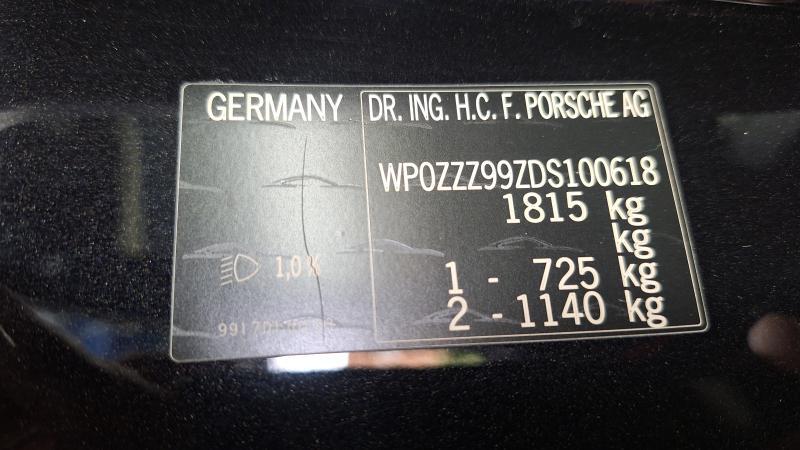 GERMANY
DR. ING. H.C. F. PORSCHE AG
WP0ZZZ99ZDS100618
1815 kg
kg
1 - 725 kg
2 - 1140 kg
1,0 %